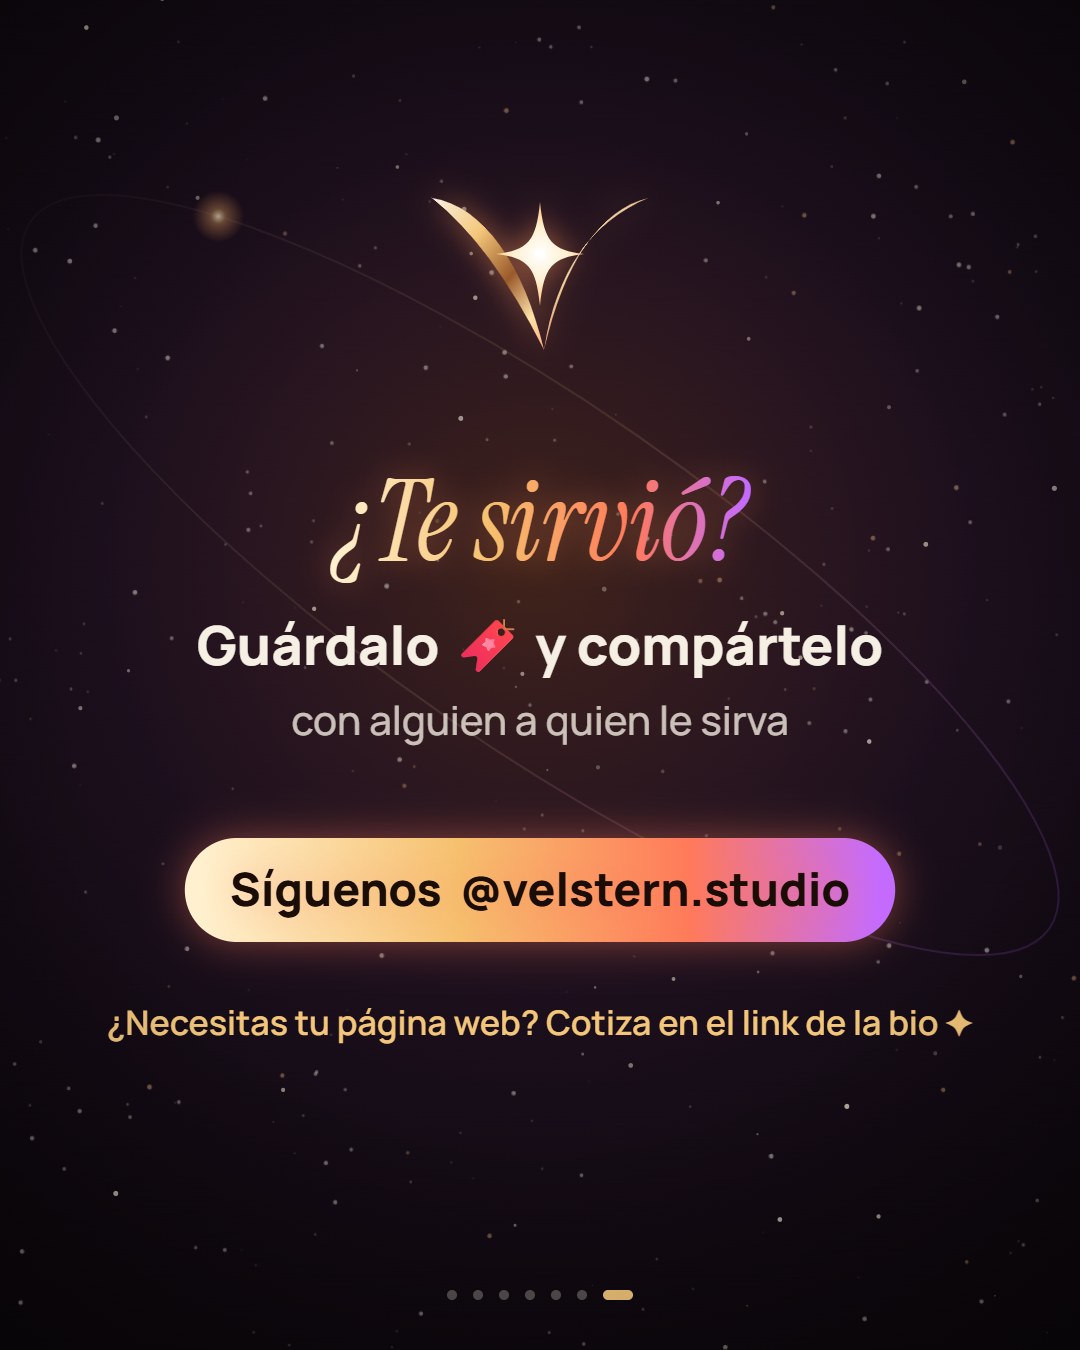 ¿Te sirvió?
Guárdalo 🔖 y compártelo
con alguien a quien le sirva
Síguenos @velstern.studio
¿Necesitas tu página web? Cotiza en el link de la bio ✦